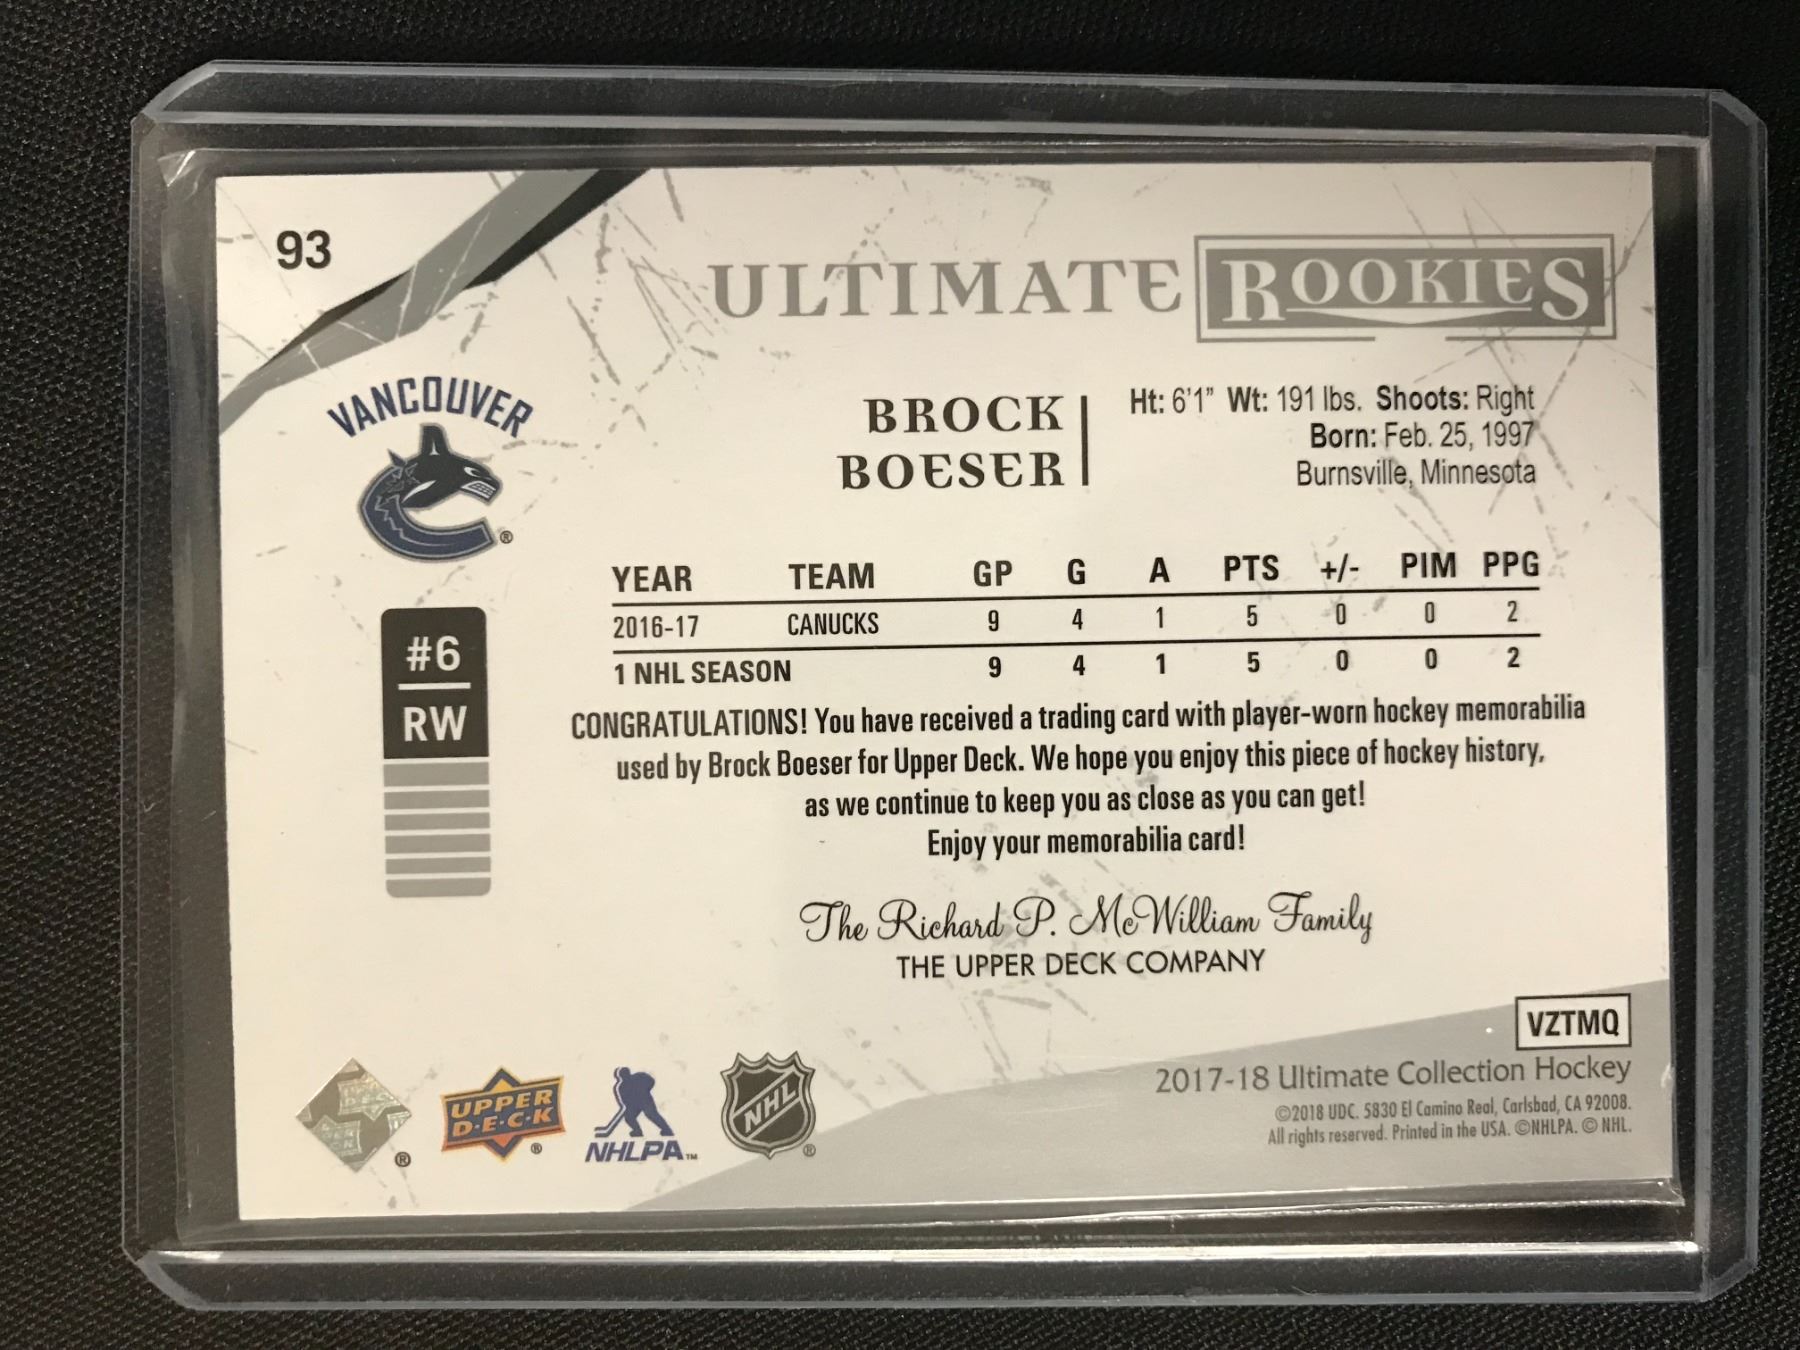 93
ULTIMATE ROOKIES
VANCOUVER
®
#6
RW
BROCK
BOESER
Ht: 6'1" Wt: 191 lbs. Shoots: Right
Born: Feb. 25, 1997
Burnsville, Minnesota
YEAR TEAM GP G A PTS +/- PIM PPG
2016-17 CANUCKS 9 4 1 5 0 0 2
1 NHL SEASON 9 4 1 5 0 0 2
CONGRATULATIONS! You have received a trading card with player-worn hockey memorabilia
used by Brock Boeser for Upper Deck. We hope you enjoy this piece of hockey history,
as we continue to keep you as close as you can get!
Enjoy your memorabilia card!
The Richard P. McWilliam Family
THE UPPER DECK COMPANY
VZTMQ
2017-18 Ultimate Collection Hockey
©2018 UDC. 5830 El Camino Real, Carlsbad, CA 92008.
All rights reserved. Printed in the USA. ©NHLPA. © NHL.
®
UPPER
D·E·C·K
®
NHLPA™
NHL
®